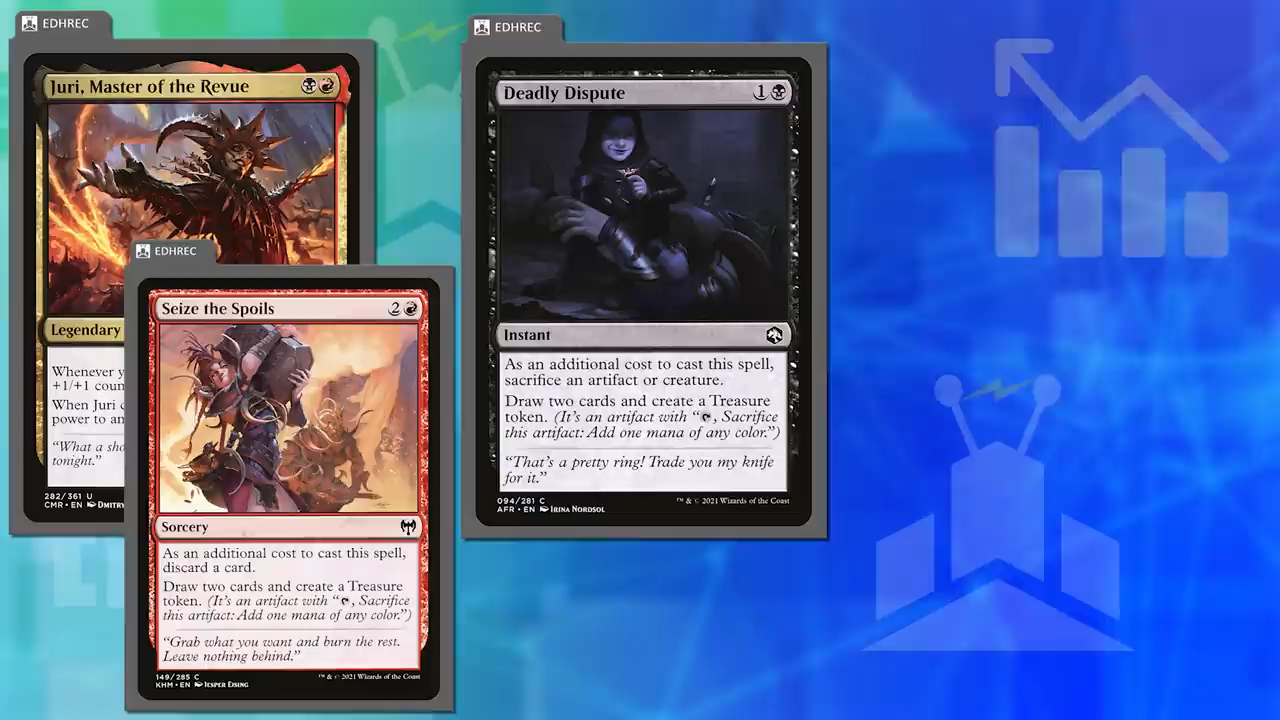 EDHREC
Juri, Master of the Revue
Legendary
Whenever y
+1/+1 coun
When Juri
power to an
"What a sho
tonight."
282/361 U
CMR • EN DMITRY
EDHREC
Seize the Spoils
2
Sorcery
As an additional cost to cast this spell,
discard a card.
Draw two cards and create a Treasure
token. (It's an artifact with ", Sacrifice
this artifact: Add one mana of any color.")
"Grab what you want and burn the rest.
Leave nothing behind."
149/285 C
KHM • EN JESPER EJSING
™ & © 2021 Wizards of the Coast
EDHREC
Deadly Dispute
1
Instant
As an additional cost to cast this spell,
sacrifice an artifact or creature.
Draw two cards and create a Treasure
token. (It's an artifact with ", Sacrifice
this artifact: Add one mana of any color.")
"That's a pretty ring! Trade you my knife
for it."
094/281 C
AFR • EN IRINA NORDSOL
™ & © 2021 Wizards of the Coast